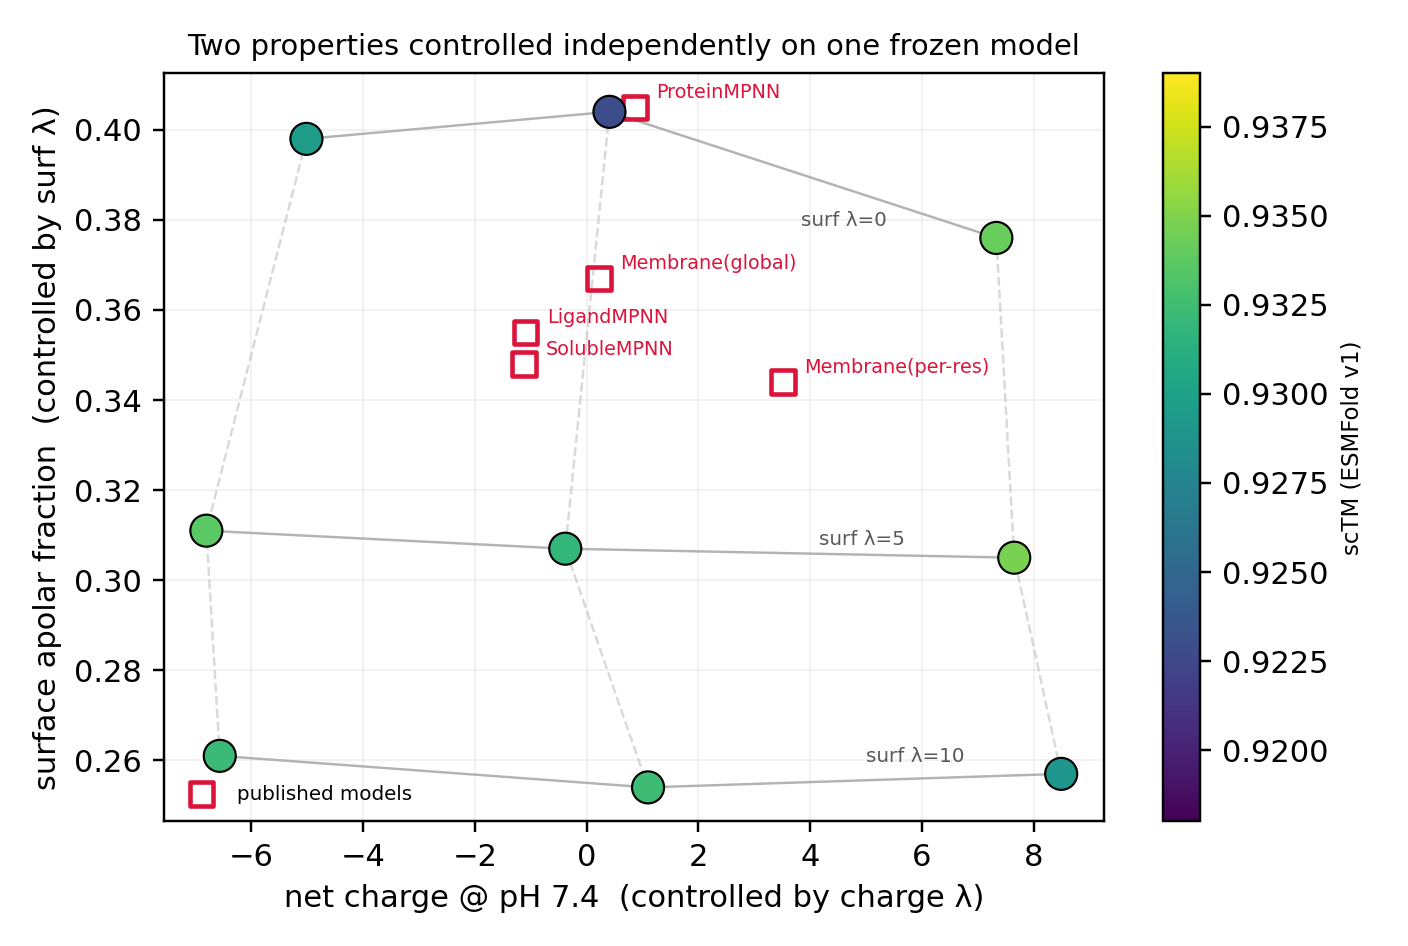 Two properties controlled independently on one frozen model
surface apolar fraction  (controlled by surf λ)
0.40
0.38
0.36
0.34
0.32
0.30
0.28
0.26
ProteinMPNN
surf λ=0
Membrane(global)
LigandMPNN
SolubleMPNN
Membrane(per-res)
surf λ=5
surf λ=10
published models
−6
−4
−2
0
2
4
6
8
net charge @ pH 7.4  (controlled by charge λ)
0.9375
0.9350
0.9325
0.9300
0.9275
0.9250
0.9225
0.9200
scTM (ESMFold v1)